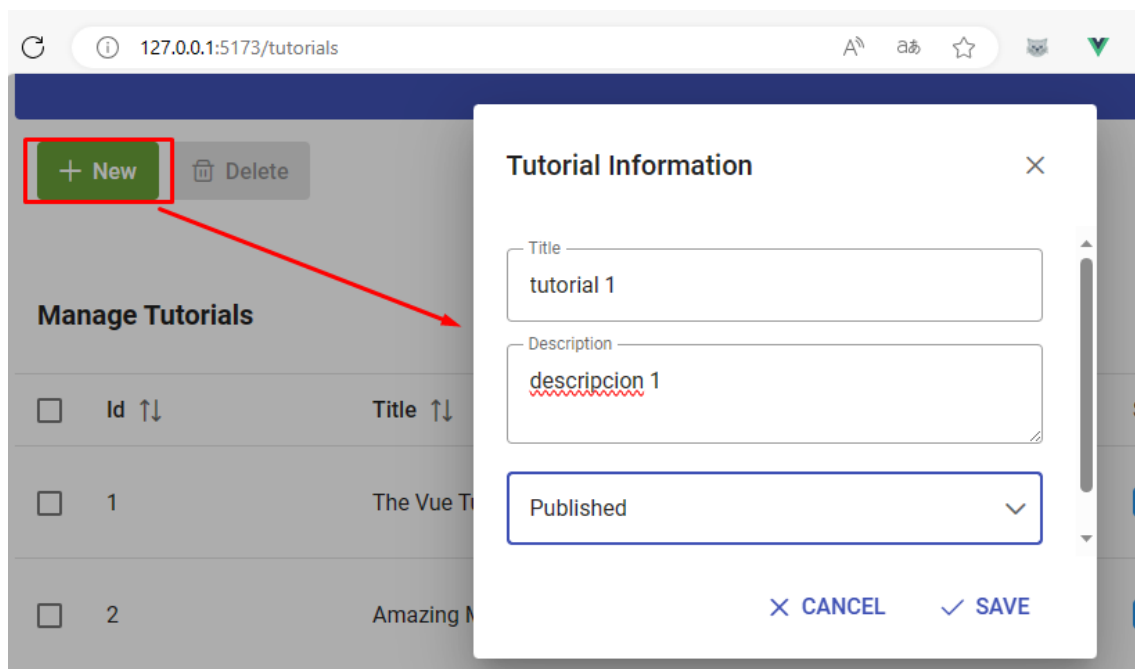 127.0.0.1:5173/tutorials
New
Delete
Manage Tutorials
Id
Title
1
The Vue
2
Amazing
Tutorial Information
Title
tutorial 1
Description
descripcion 1
Published
CANCEL
SAVE